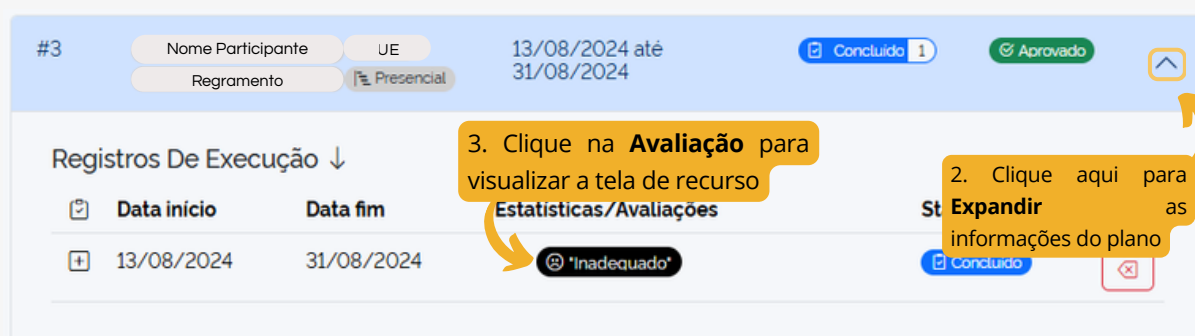 #3 Nome Participante UE 13/08/2024 até Concluído 1 Aprovado
Regramento Presencial 31/08/2024
3. Clique na Avaliação para
visualizar a tela de recurso
Registros De Execução ↓
2. Clique aqui para
Expandir as
informações do plano
Data início Data fim Estatísticas/Avaliações St
13/08/2024 31/08/2024 "Inadequado" Concluído